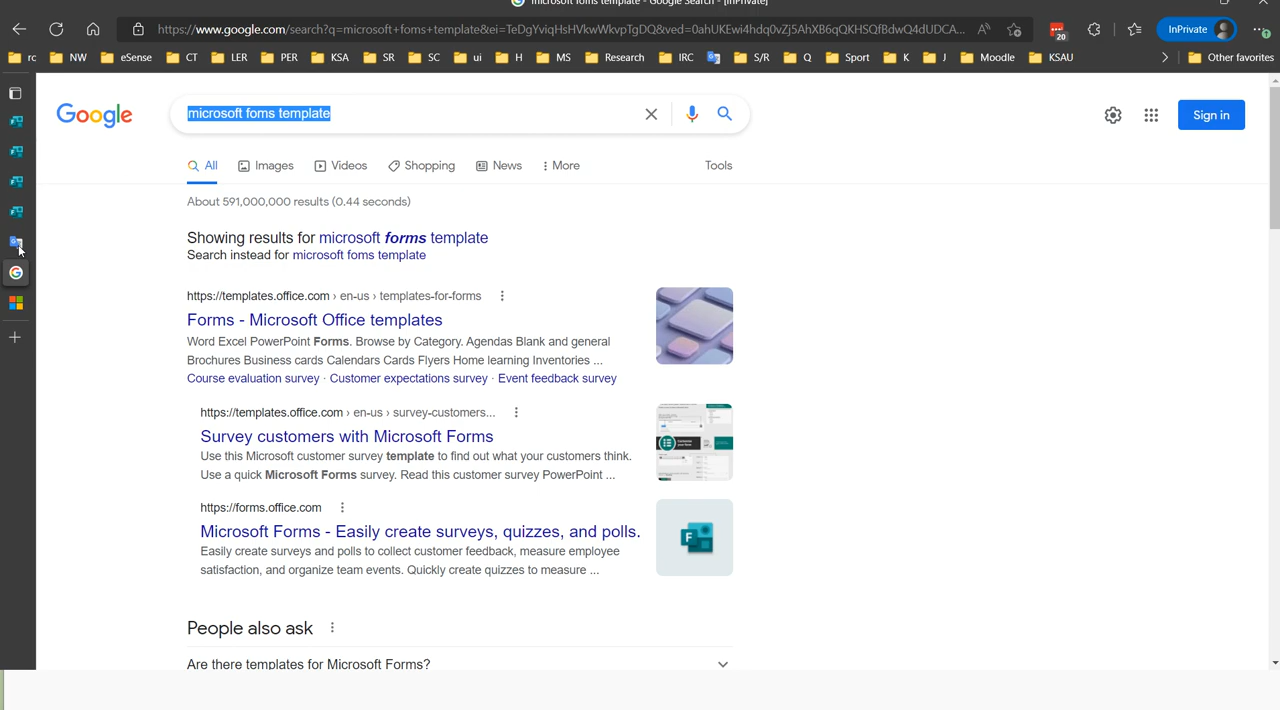 microsoft foms template - Google Search - [InPrivate]
https://www.google.com/search?q=microsoft+foms+template&ei=TeDgYviqHsHVkwWkvpTgDQ&ved=0ahUKEwi4hdq0vZj5AhXB6qQKHSQfBdwQ4dUDCA...
20
InPrivate
rc
NW
eSense
CT
LER
PER
KSA
SR
SC
ui
H
MS
Research
IRC
S/R
Q
Sport
K
J
Moodle
KSAU
Other favorites
Google
microsoft foms template
Sign in
All
Images
Videos
Shopping
News
More
Tools
About 591,000,000 results (0.44 seconds)
Showing results for microsoft forms template
Search instead for microsoft foms template
https://templates.office.com › en-us › templates-for-forms
Forms - Microsoft Office templates
Word Excel PowerPoint Forms. Browse by Category. Agendas Blank and general
Brochures Business cards Calendars Cards Flyers Home learning Inventories ...
Course evaluation survey · Customer expectations survey · Event feedback survey
https://templates.office.com › en-us › survey-customers...
Survey customers with Microsoft Forms
Use this Microsoft customer survey template to find out what your customers think.
Use a quick Microsoft Forms survey. Read this customer survey PowerPoint ...
https://forms.office.com
Microsoft Forms - Easily create surveys, quizzes, and polls.
Easily create surveys and polls to collect customer feedback, measure employee
satisfaction, and organize team events. Quickly create quizzes to measure ...
F
People also ask
Are there templates for Microsoft Forms?